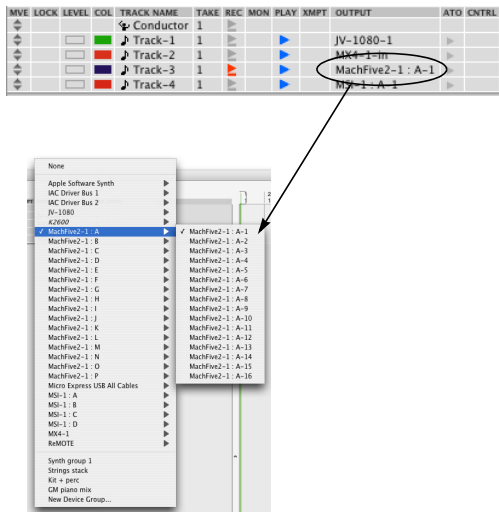 MVE LOCK LEVEL COL TRACK NAME TAKE REC MON PLAY XMPT OUTPUT ATO CNTRL
Conductor 1
Track-1 1 JV-1080-1
Track-2 1 MX4-1-in
Track-3 1 MachFive2-1 : A-1
Track-4 1 MSI-1 : A-1
None
Apple Software Synth
IAC Driver Bus 1
IAC Driver Bus 2
JV-1080
K2600
✓ MachFive2-1 : A
MachFive2-1 : B
MachFive2-1 : C
MachFive2-1 : D
MachFive2-1 : E
MachFive2-1 : F
MachFive2-1 : G
MachFive2-1 : H
MachFive2-1 : I
MachFive2-1 : J
MachFive2-1 : K
MachFive2-1 : L
MachFive2-1 : M
MachFive2-1 : N
MachFive2-1 : O
MachFive2-1 : P
Micro Express USB All Cables
MSI-1 : A
MSI-1 : B
MSI-1 : C
MSI-1 : D
MX4-1
ReMOTE
Synth group 1
Strings stack
Kit + perc
GM piano mix
New Device Group...
✓ MachFive2-1 : A-1
MachFive2-1 : A-2
MachFive2-1 : A-3
MachFive2-1 : A-4
MachFive2-1 : A-5
MachFive2-1 : A-6
MachFive2-1 : A-7
MachFive2-1 : A-8
MachFive2-1 : A-9
MachFive2-1 : A-10
MachFive2-1 : A-11
MachFive2-1 : A-12
MachFive2-1 : A-13
MachFive2-1 : A-14
MachFive2-1 : A-15
MachFive2-1 : A-16